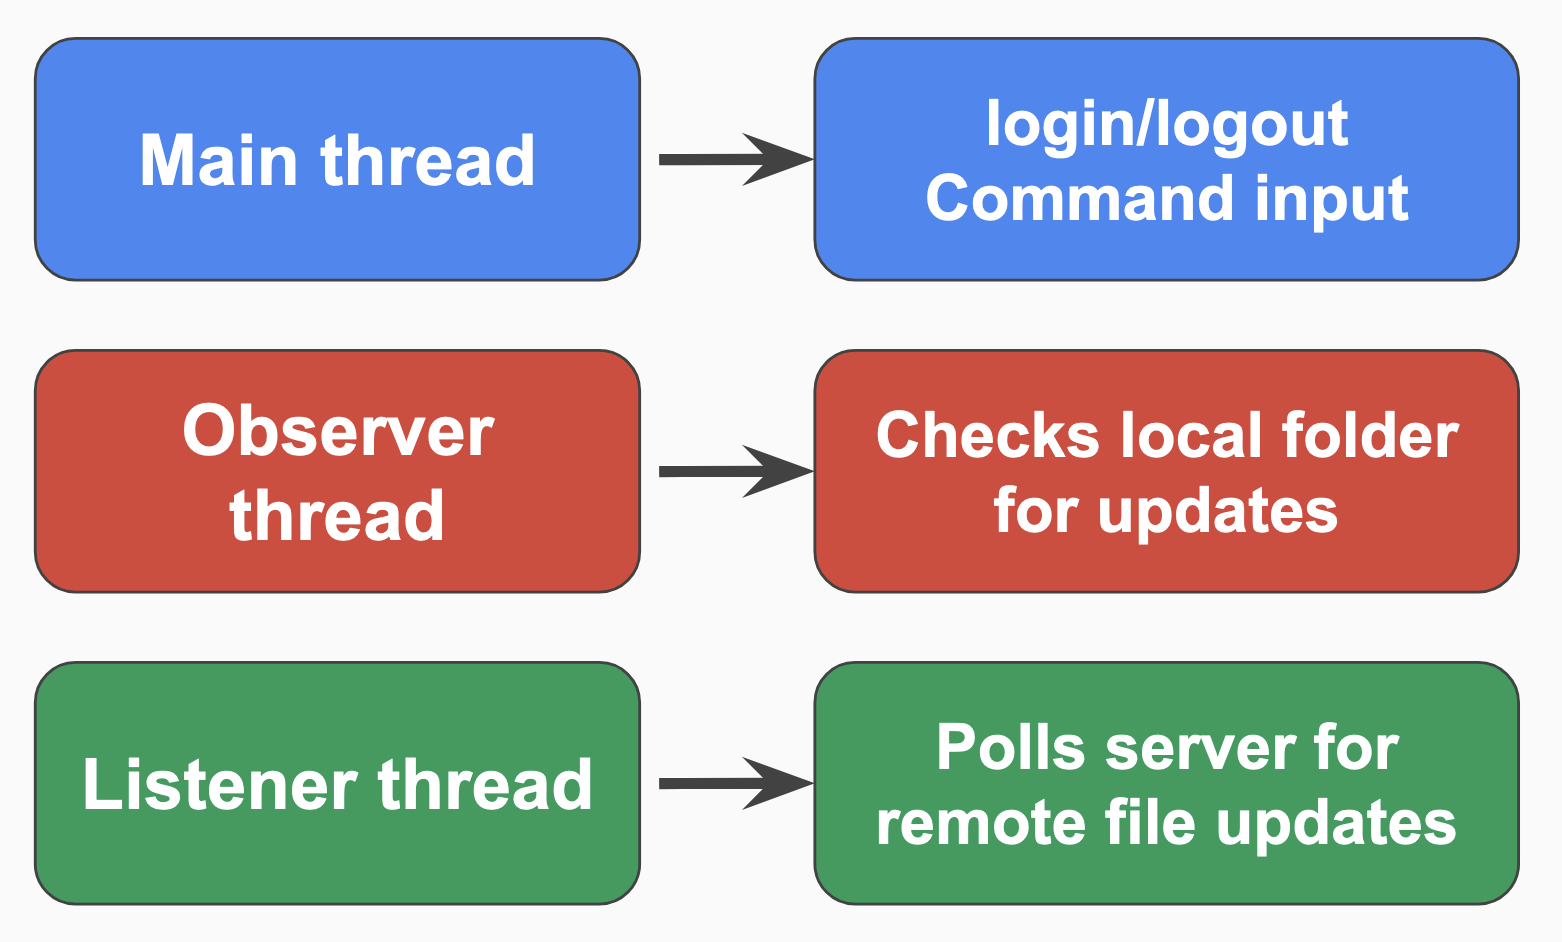 Main thread
login/logout
Command input
Observer
thread
Checks local folder
for updates
Listener thread
Polls server for
remote file updates